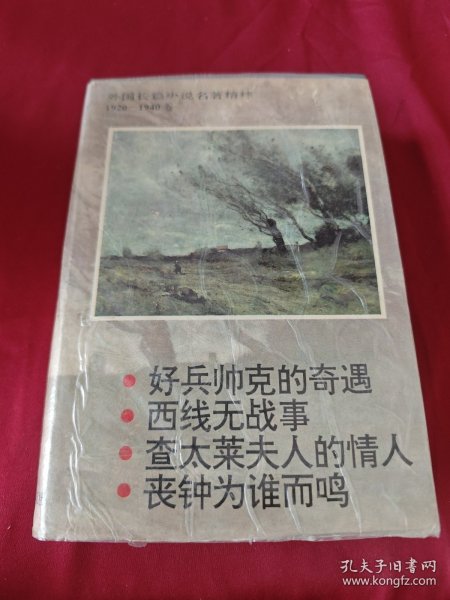 外国长篇小说名著精粹
1920—1940卷
• 好兵帅克的奇遇
• 西线无战事
• 查太莱夫人的情人
• 丧钟为谁而鸣
孔夫子旧书网
www.kongfz.com